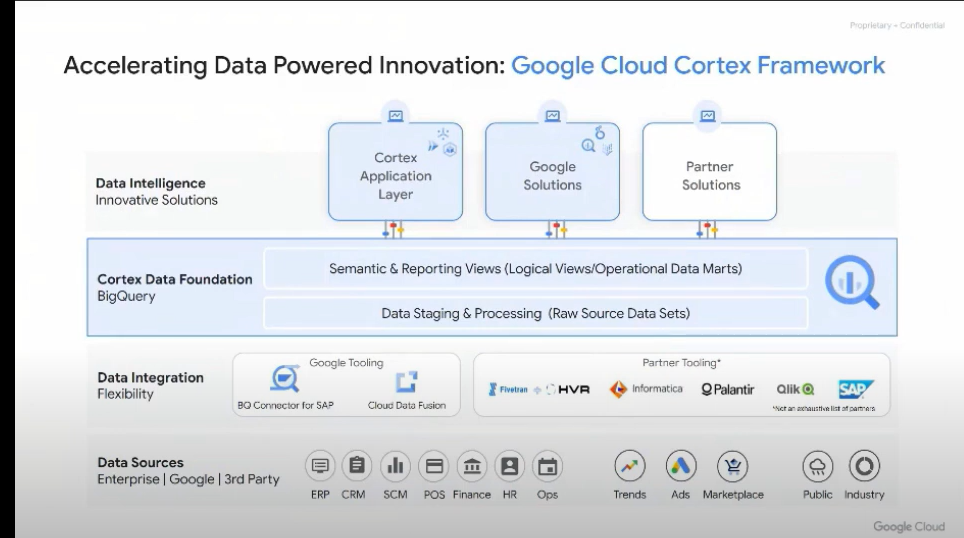 Proprietary + Confidential
Accelerating Data Powered Innovation: Google Cloud Cortex Framework
Cortex
Application
Layer
Google
Solutions
Partner
Solutions
Data Intelligence
Innovative Solutions
Cortex Data Foundation
BigQuery
Semantic & Reporting Views (Logical Views/Operational Data Marts)
Data Staging & Processing (Raw Source Data Sets)
Data Integration
Flexibility
Google Tooling
BQ Connector for SAP
Cloud Data Fusion
Partner Tooling*
Fivetran + HVR
Informatica
Palantir
Qlik
SAP
*Not an exhaustive list of partners
Data Sources
Enterprise | Google | 3rd Party
ERP
CRM
SCM
POS
Finance
HR
Ops
Trends
Ads
Marketplace
Public
Industry
Google Cloud